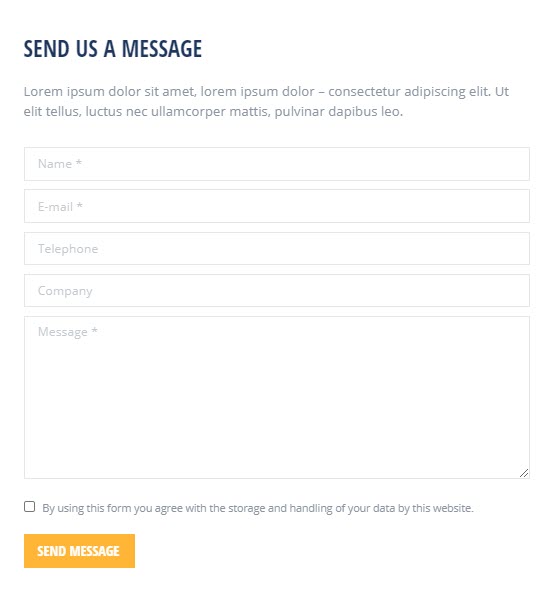 SEND US A MESSAGE
Lorem ipsum dolor sit amet, lorem ipsum dolor – consectetur adipiscing elit. Ut
elit tellus, luctus nec ullamcorper mattis, pulvinar dapibus leo.
Name *
E-mail *
Telephone
Company
Message *
By using this form you agree with the storage and handling of your data by this website.
SEND MESSAGE